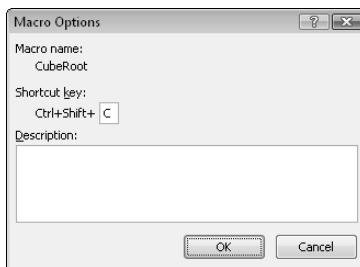 Macro Options
Macro name:
CubeRoot
Shortcut key:
Ctrl+Shift+ C
Description:
OK Cancel